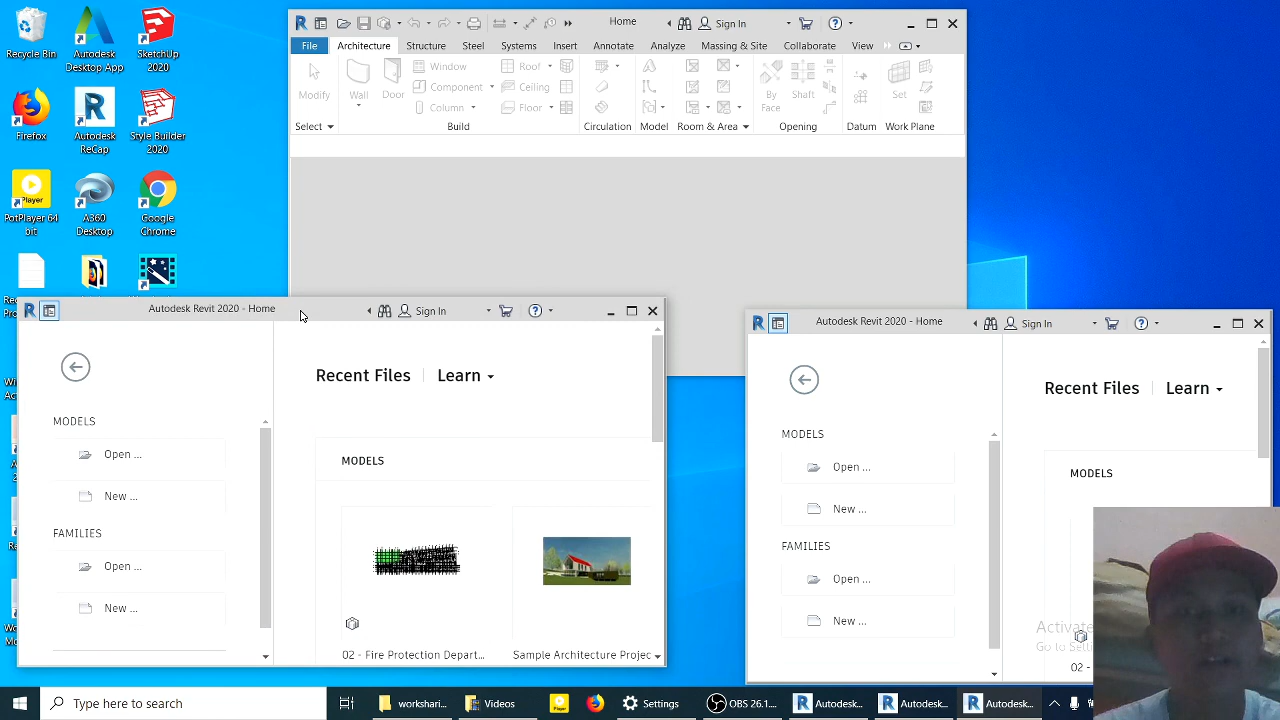 Recycle Bin
Autodesk Desktop App
SketchUp 2020
Firefox
Autodesk ReCap
Style Builder 2020
PotPlayer 64 bit
A360 Desktop
Google Chrome
Home
Sign In
File
Architecture
Structure
Steel
Systems
Insert
Annotate
Analyze
Massing & Site
Collaborate
View
Modify
Wall
Door
Window
Component
Column
Roof
Ceiling
Floor
By Face
Shaft
Set
Select
Build
Circulation
Model
Room & Area
Opening
Datum
Work Plane
Autodesk Revit 2020 - Home
Sign In
Recent Files
Learn
MODELS
Open ...
New ...
FAMILIES
Open ...
New ...
MODELS
02 - Fire Protection Depart...
Sample Architecture Projec
Autodesk Revit 2020 - Home
Sign In
Recent Files
Learn
MODELS
Open ...
New ...
FAMILIES
Open ...
New ...
MODELS
02 -
Activate
Go to Setti
Type here to search
workshari...
Videos
Settings
OBS 26.1....
Autodesk...
Autodesk...
Autodesk...